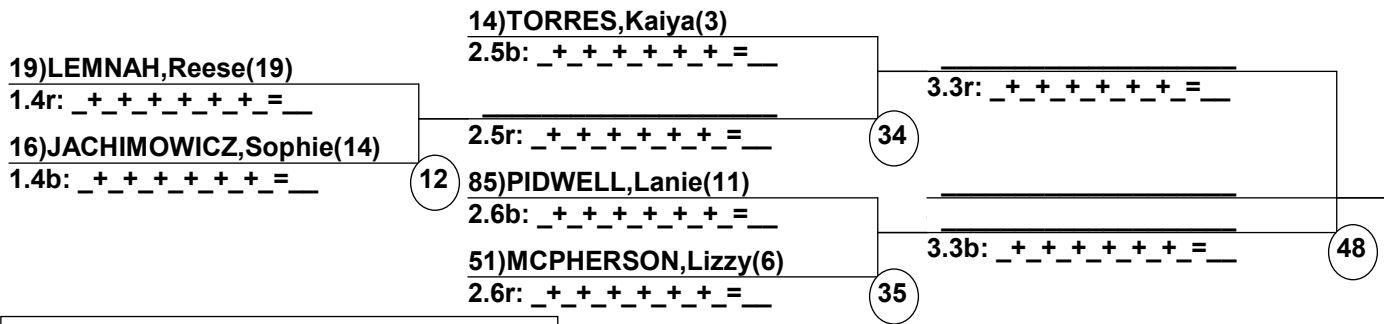 19)LEMNAH,Reese(19)
1.4r: _+_+_+_+_+_=__
16)JACHIMOWICZ,Sophie(14)
1.4b: _+_+_+_+_+_=__
12
14)TORRES,Kaiya(3)
2.5b: _+_+_+_+_+_=__
2.5r: _+_+_+_+_+_=__
34
85)PIDWELL,Lanie(11)
2.6b: _+_+_+_+_+_=__
51)MCPHERSON,Lizzy(6)
2.6r: _+_+_+_+_+_=__
35
3.3r: _+_+_+_+_+_=__
3.3b: _+_+_+_+_+_=__
48